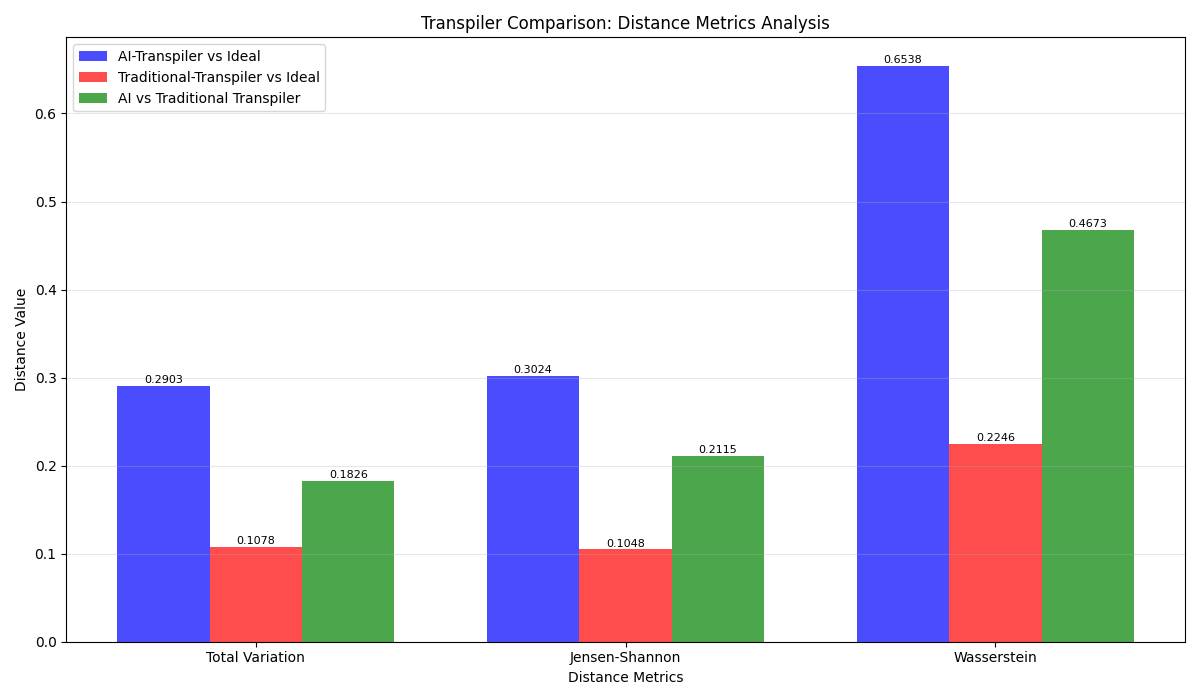 Transpiler Comparison: Distance Metrics Analysis
AI-Transpiler vs Ideal
Traditional-Transpiler vs Ideal
AI vs Traditional Transpiler
Distance Value
0.6
0.5
0.4
0.3
0.2
0.1
0.0
0.2903
0.1078
0.1826
0.3024
0.1048
0.2115
0.6538
0.2246
0.4673
Total Variation
Jensen-Shannon
Wasserstein
Distance Metrics